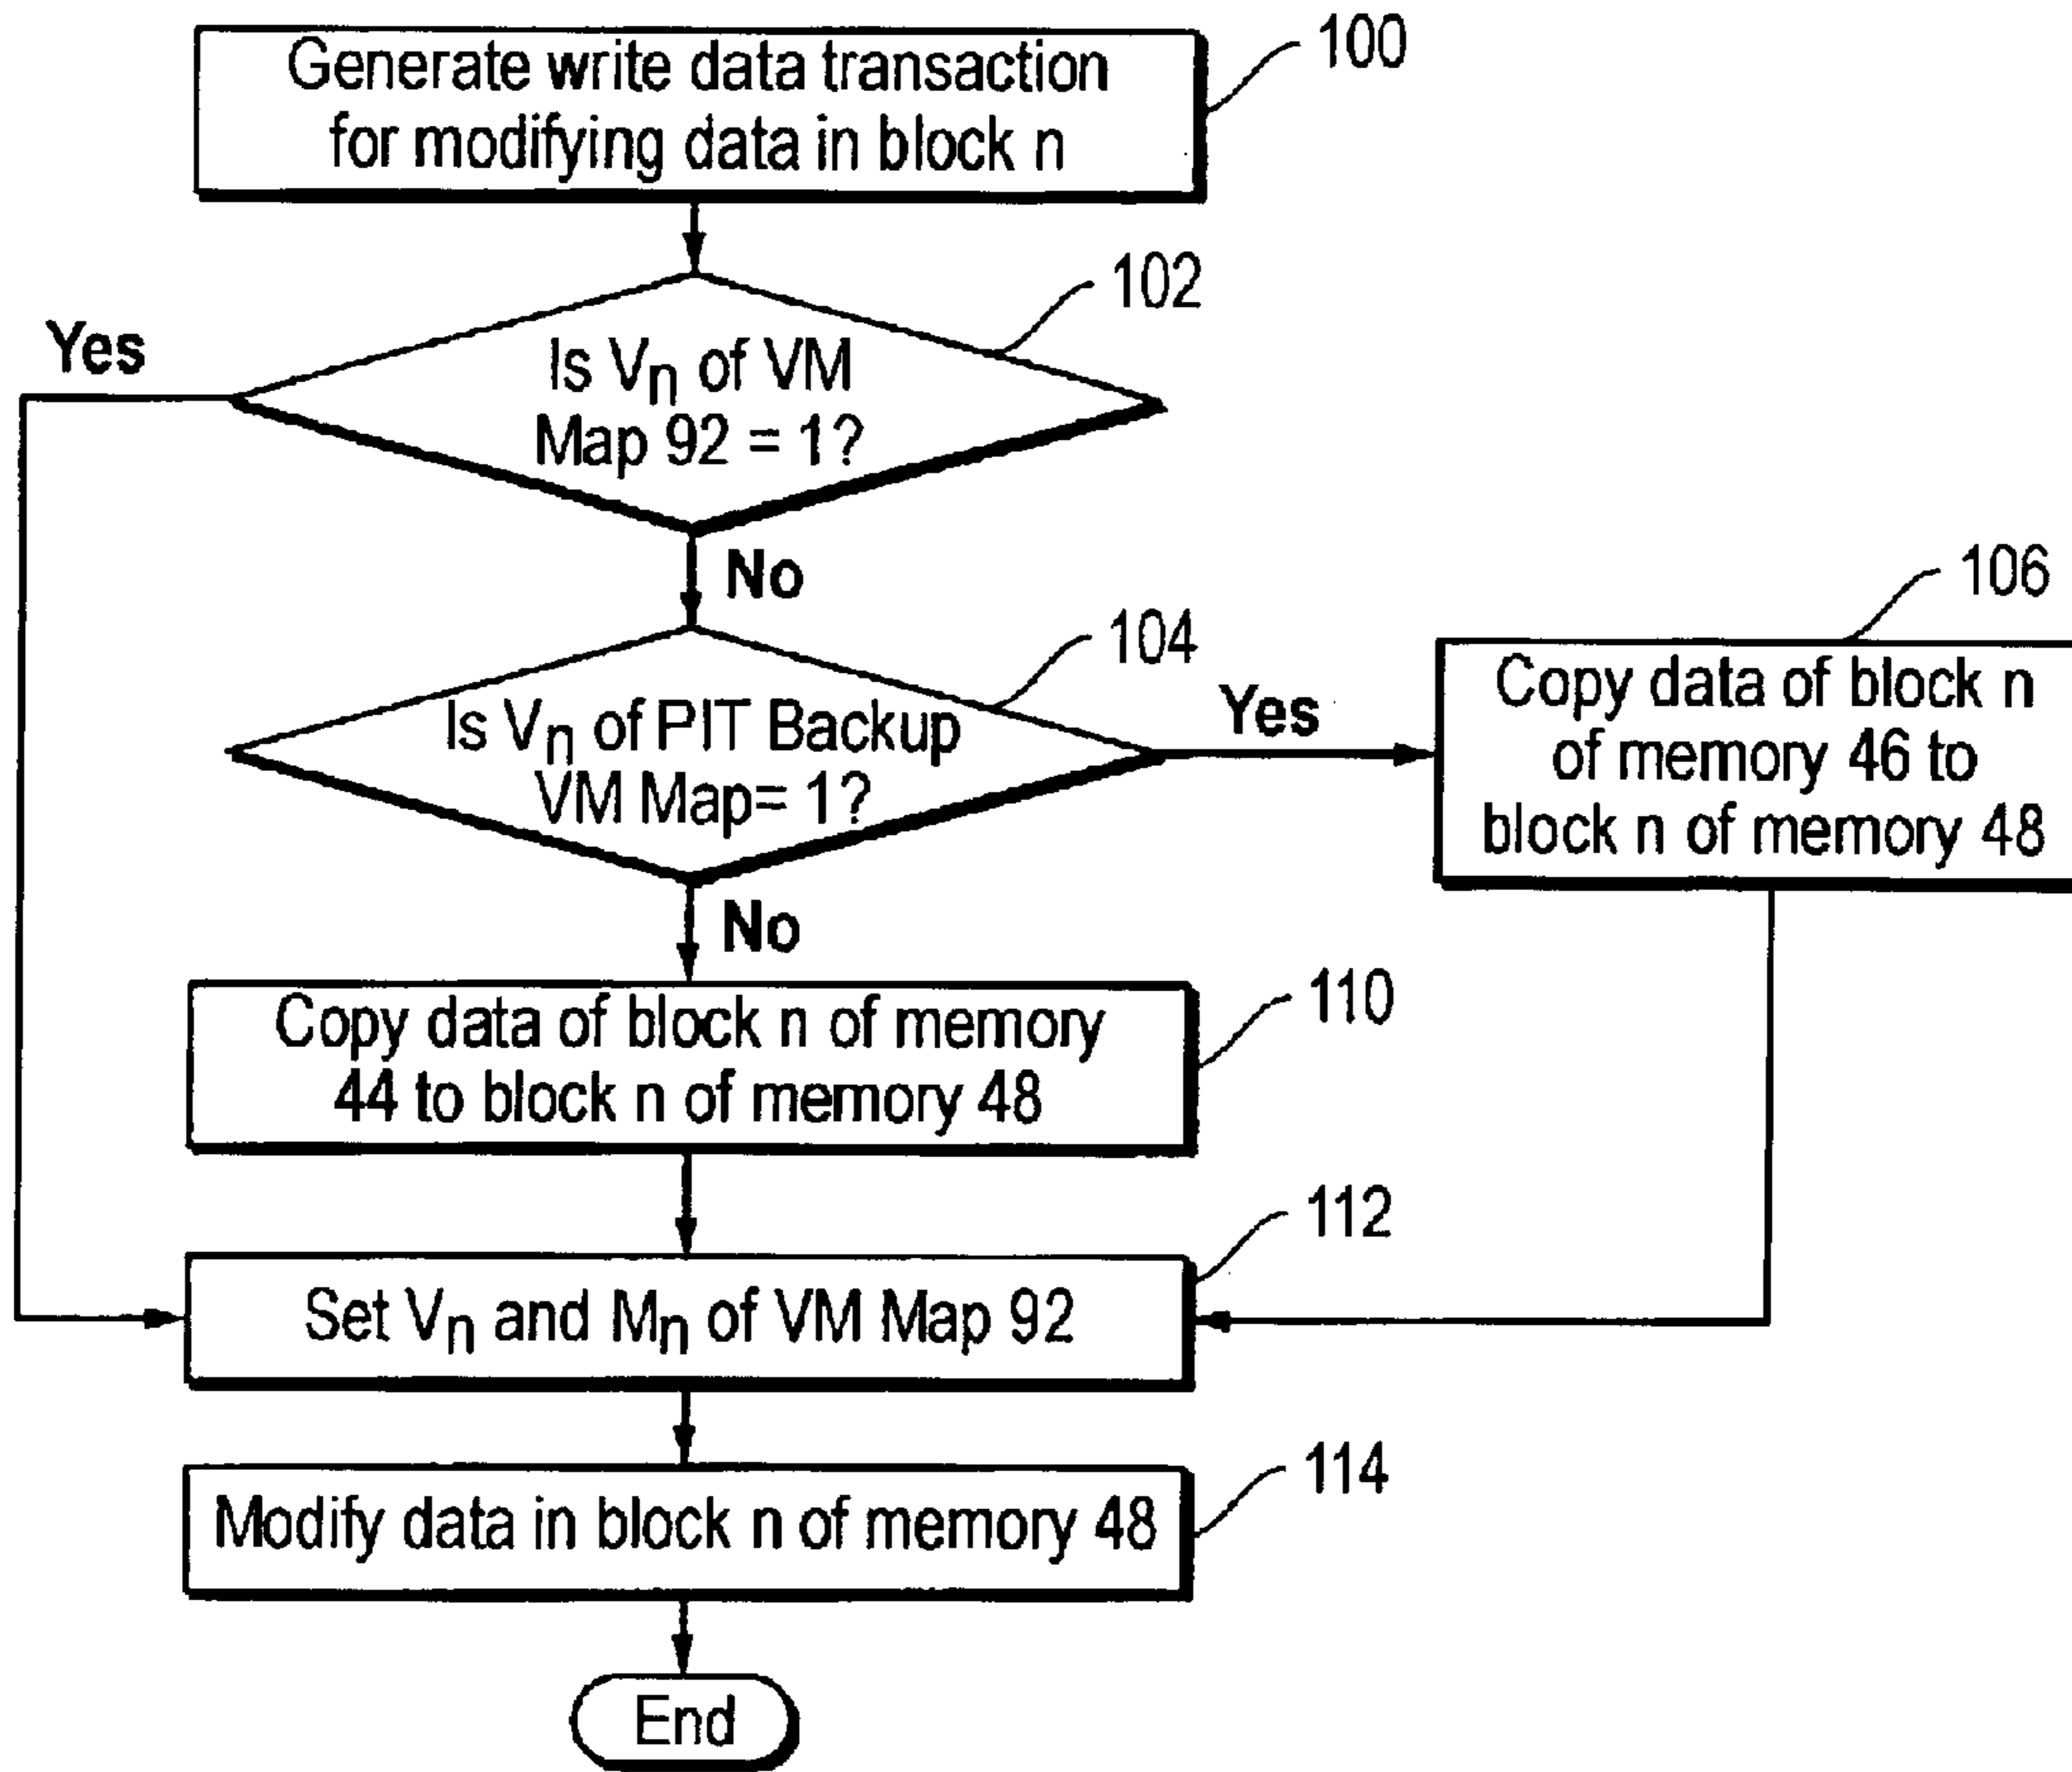 Generate write data transaction
for modifying data in block n
100
102
Yes
Is Vn of VM
Map 92 = 1?
No
104
106
Is Vn of PIT Backup
VM Map= 1?
Yes
Copy data of block n
of memory 46 to
block n of memory 48
No
110
Copy data of block n of memory
44 to block n of memory 48
112
Set Vn and Mn of VM Map 92
114
Modify data in block n of memory 48
End